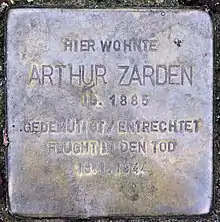 HIER WOHNTE
ARTHUR ZARDEN
JG. 1885
GEDEMÜTIGT/ENTRECHTET
FLUCHT IN DEN TOD
18.1.1944